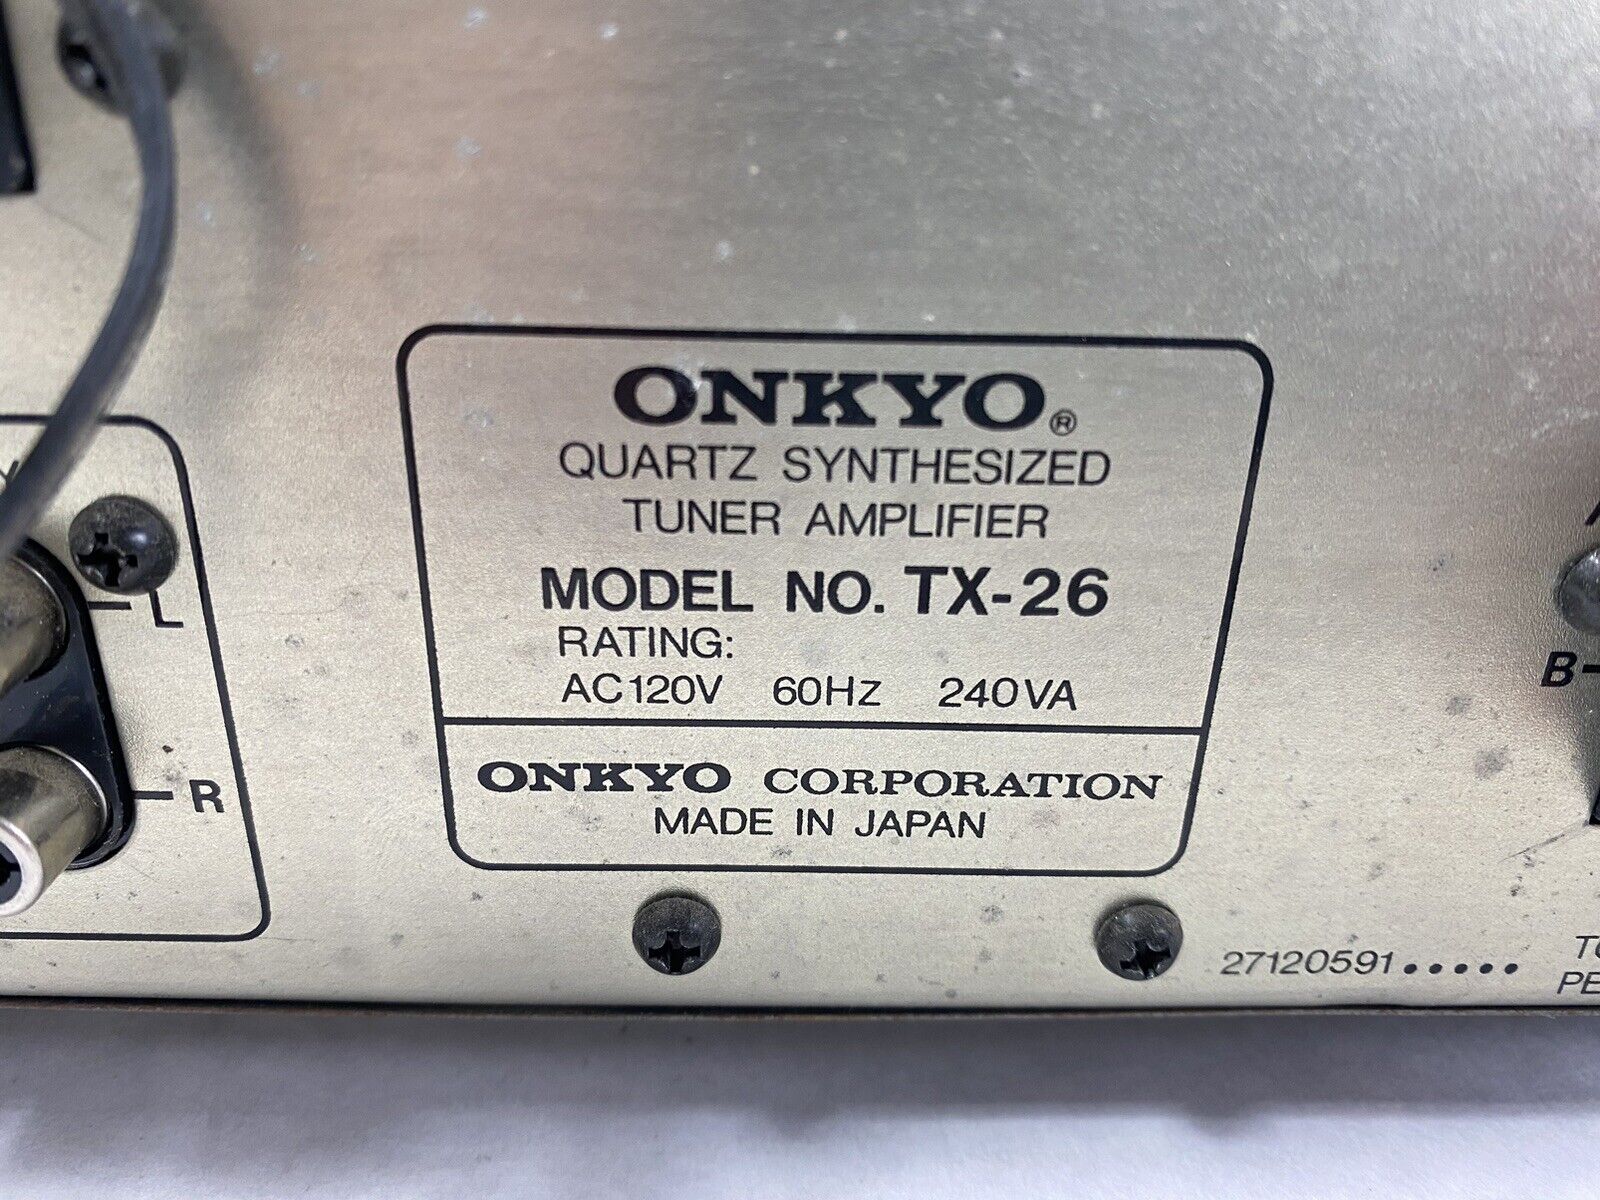 ONKYO®
QUARTZ SYNTHESIZED
TUNER AMPLIFIER
MODEL NO. TX-26
RATING:
AC120V 60Hz 240VA
ONKYO CORPORATION
MADE IN JAPAN
L
R
B
27120591.....